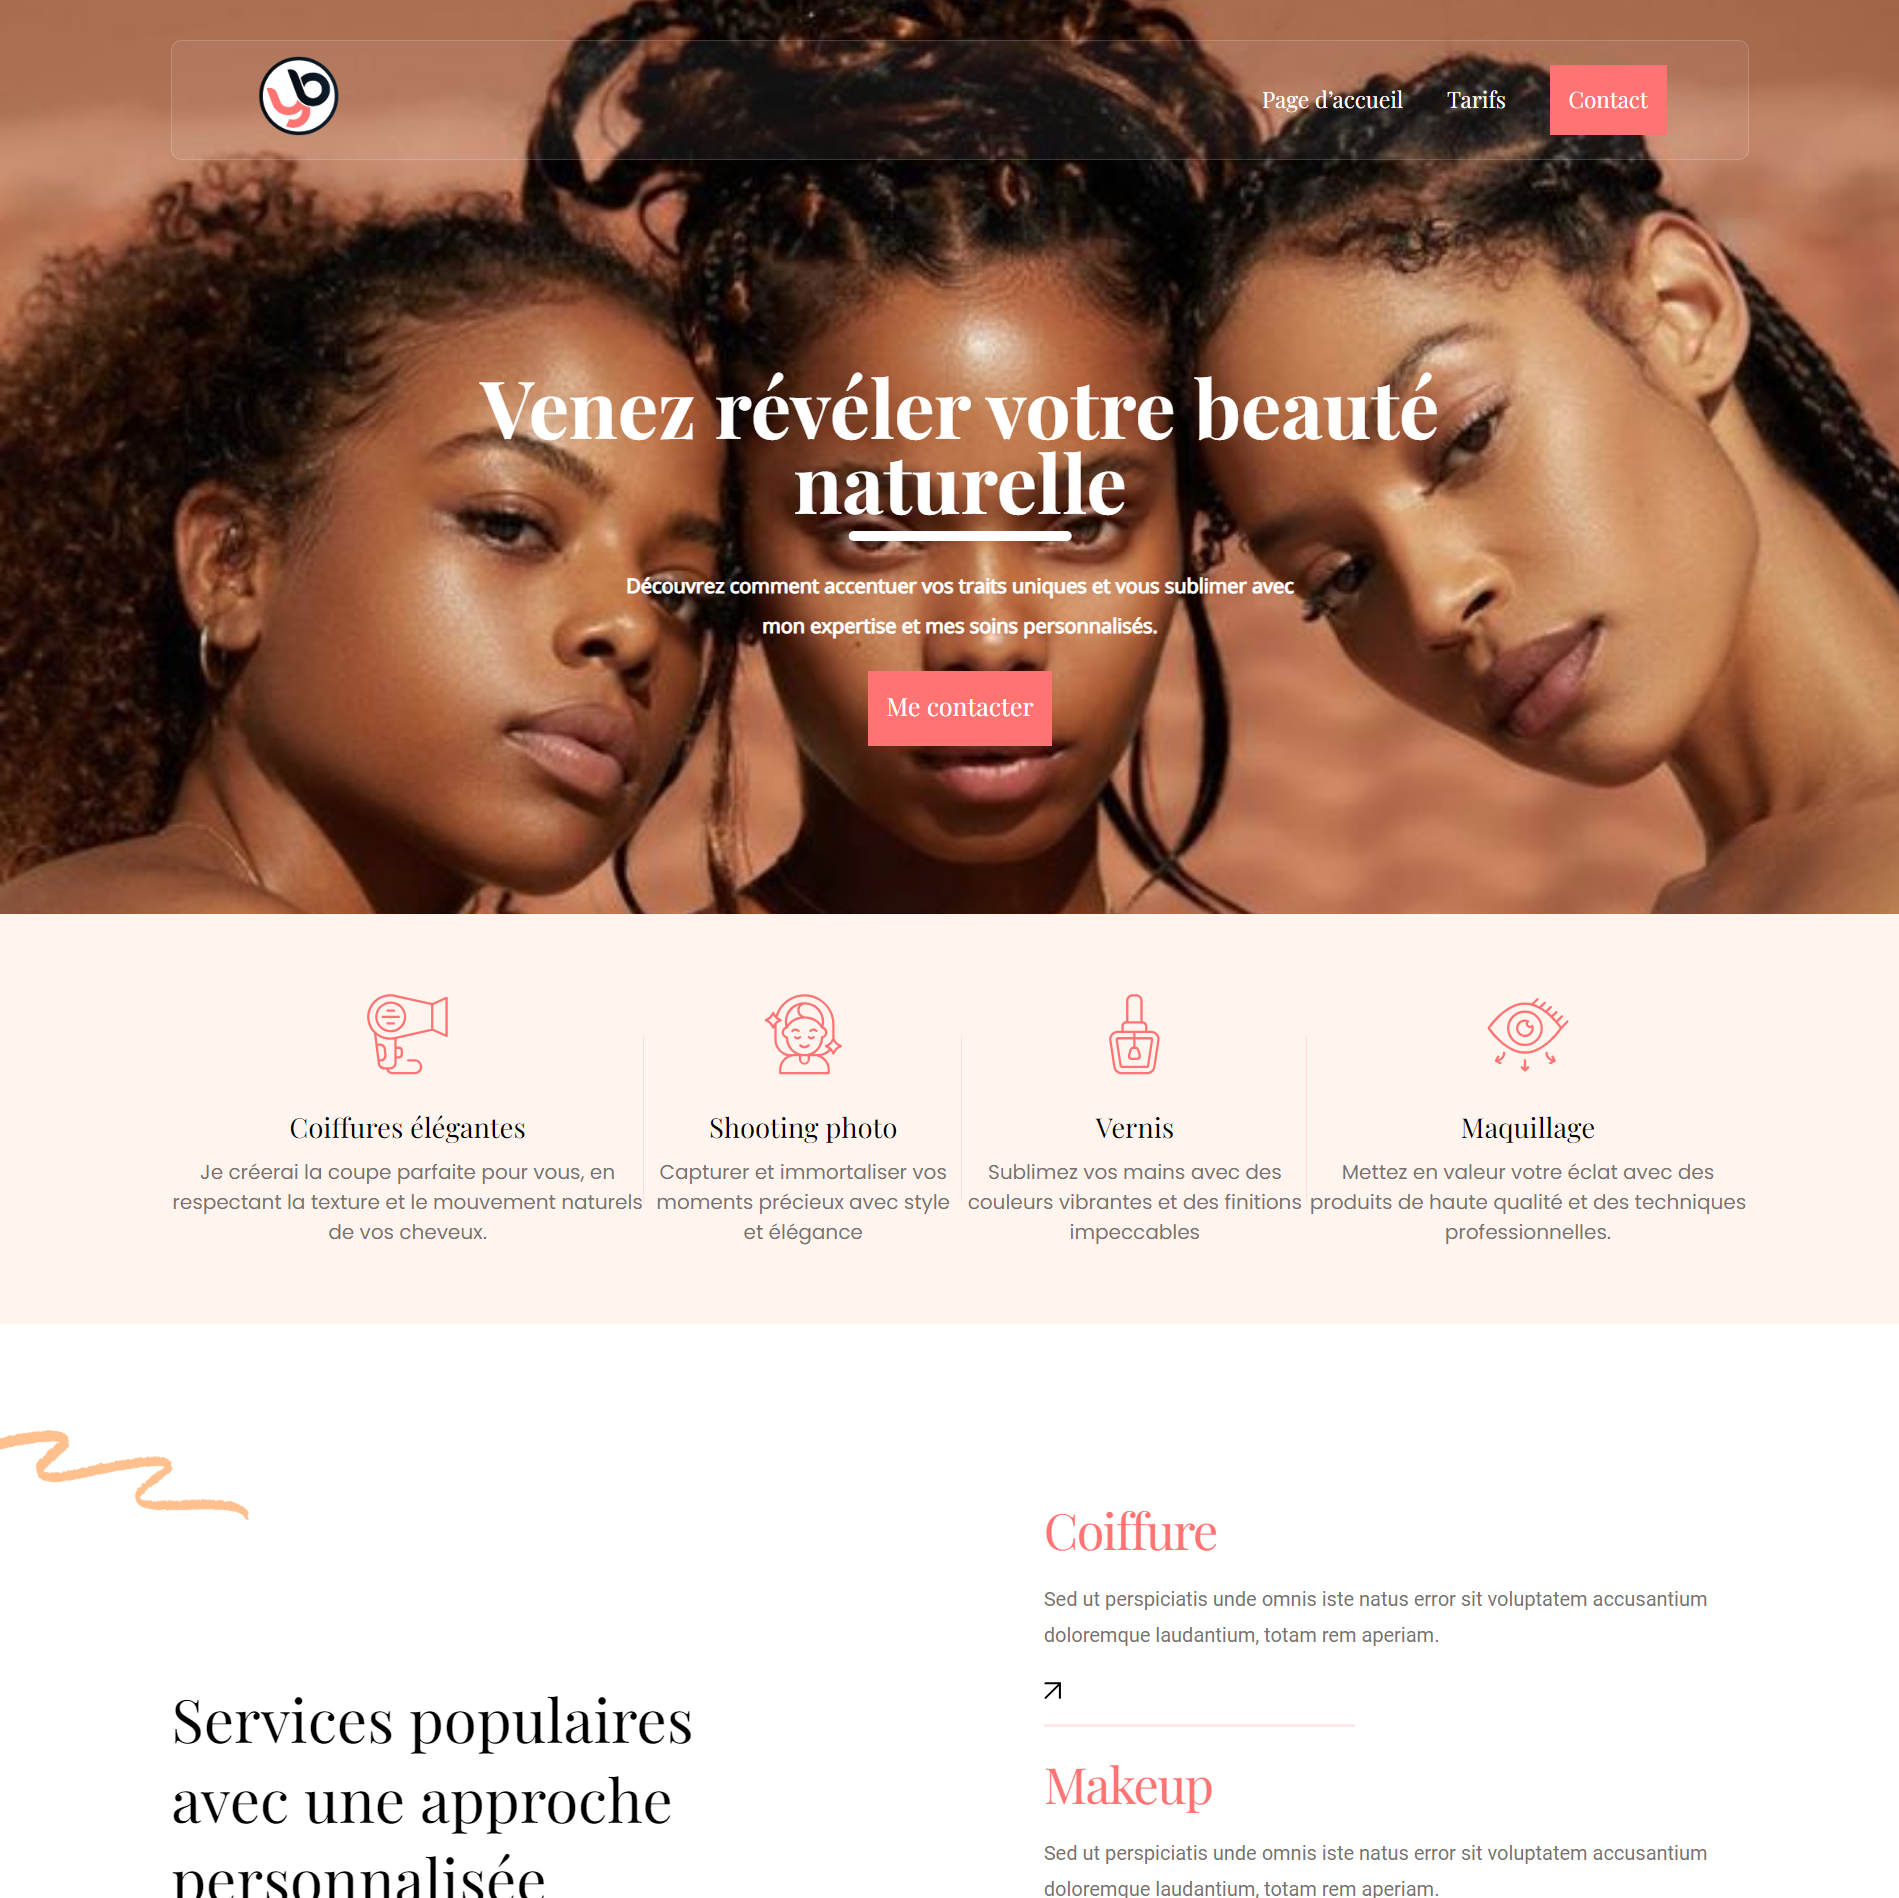 yb
Page d’accueil
Tarifs
Contact
Venez révéler votre beauté
naturelle
Découvrez comment accentuer vos traits uniques et vous sublimer avec
mon expertise et mes soins personnalisés.
Me contacter
Coiffures élégantes
Je créerai la coupe parfaite pour vous, en
respectant la texture et le mouvement naturels
de vos cheveux.
Shooting photo
Capturer et immortaliser vos
moments précieux avec style
et élégance
Vernis
Sublimez vos mains avec des
couleurs vibrantes et des finitions
impeccables
Maquillage
Mettez en valeur votre éclat avec des
produits de haute qualité et des techniques
professionnelles.
Services populaires
avec une approche
personnalisée
Coiffure
Sed ut perspiciatis unde omnis iste natus error sit voluptatem accusantium
doloremque laudantium, totam rem aperiam.
Makeup
Sed ut perspiciatis unde omnis iste natus error sit voluptatem accusantium
doloremque laudantium, totam rem aperiam.